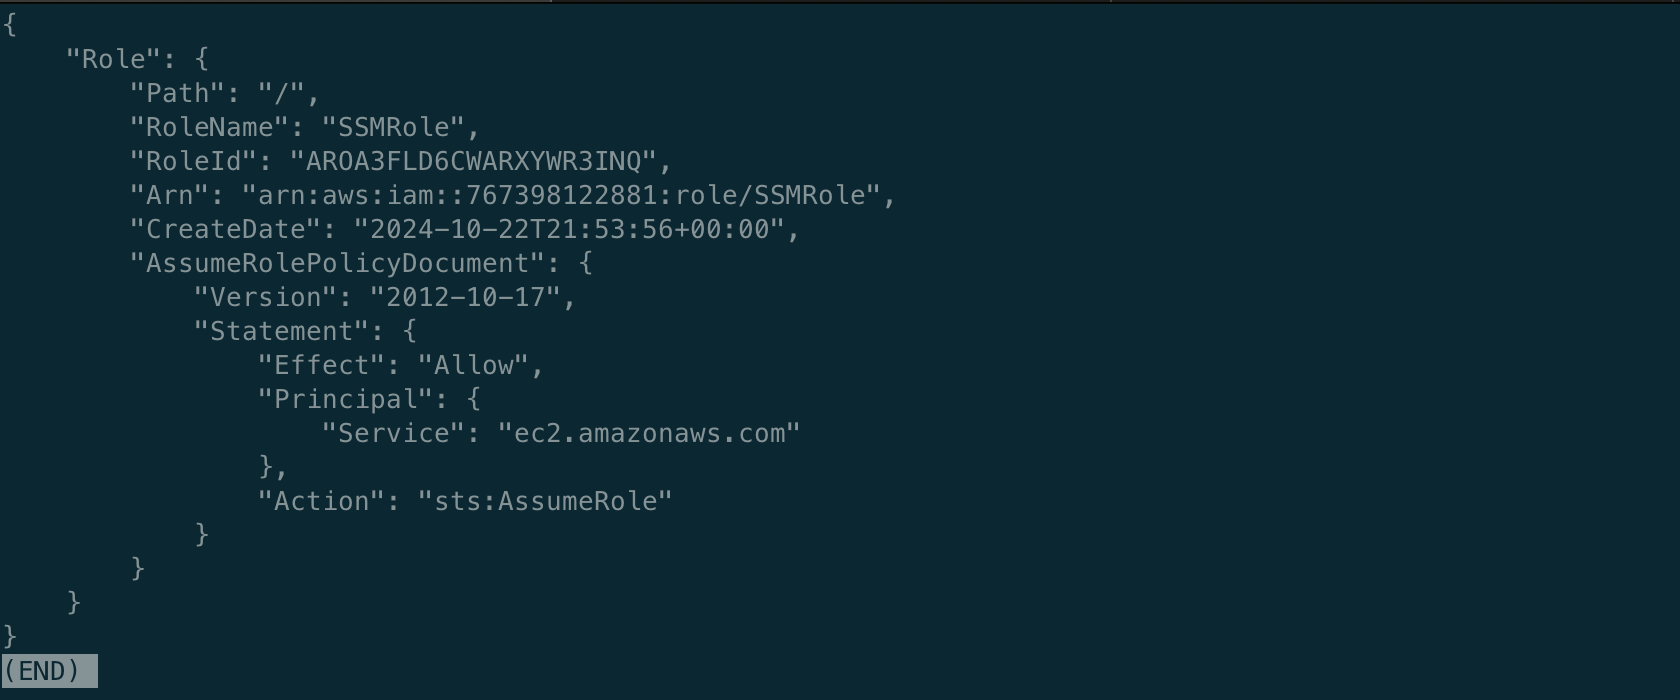 {
    "Role": {
        "Path": "/",
        "RoleName": "SSMRole",
        "RoleId": "AROA3FLD6CWARXYWR3INQ",
        "Arn": "arn:aws:iam::767398122881:role/SSMRole",
        "CreateDate": "2024-10-22T21:53:56+00:00",
        "AssumeRolePolicyDocument": {
            "Version": "2012-10-17",
            "Statement": {
                "Effect": "Allow",
                "Principal": {
                    "Service": "ec2.amazonaws.com"
                },
                "Action": "sts:AssumeRole"
            }
        }
    }
}
(END)